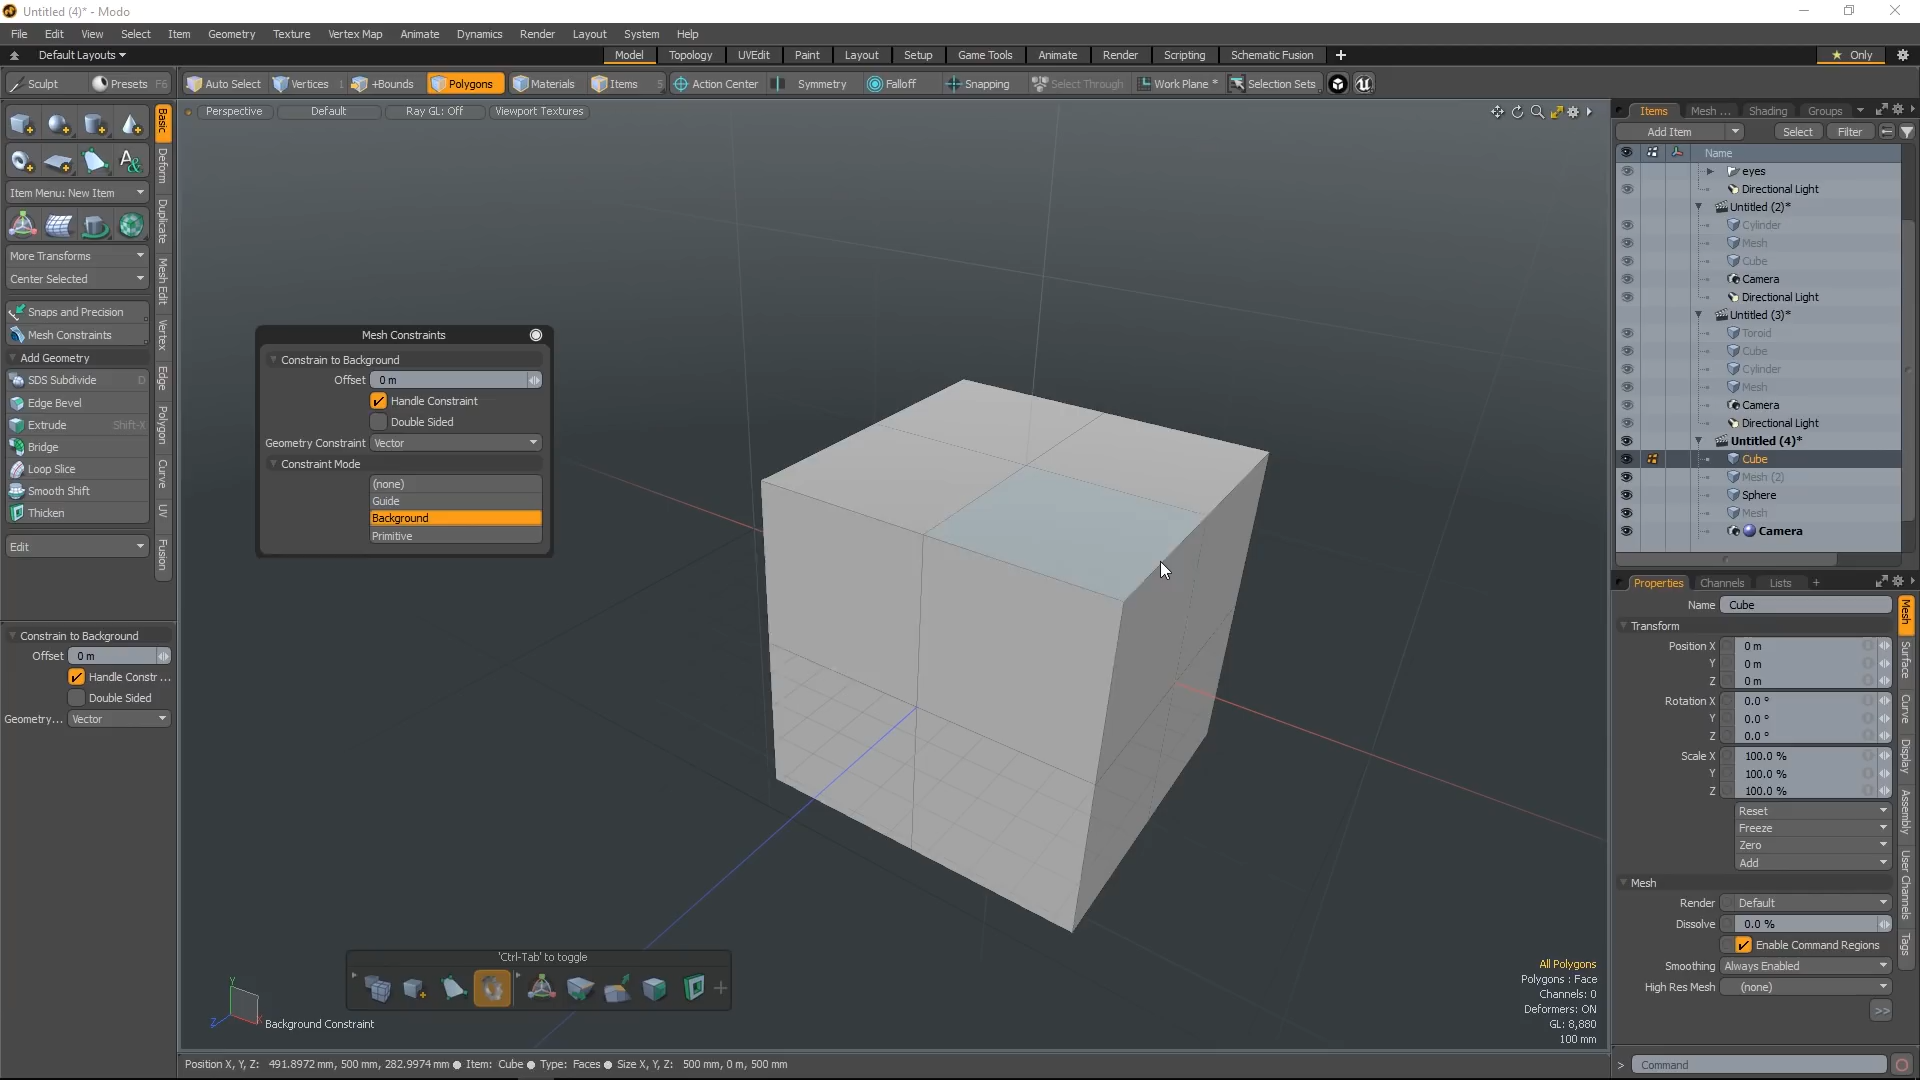 Untitled (4)* - Modo
File Edit View Select Item Geometry Texture Vertex Map Animate Dynamics Render Layout System Help
Default Layouts Model Topology UVEdit Paint Layout Setup Game Tools Animate Render Scripting Schematic Fusion + ★ Only
Sculpt Presets F6 Auto Select Vertices 1 +Bounds Polygons Materials Items 5 Action Center Symmetry Falloff Snapping Select Through Work Plane * Selection Sets
Perspective Default Ray GL: Off Viewport Textures
Basic
Deform
Duplicate
Mesh Edit
Vertex
Edge
Polygon
Curve
UV
Fusion
Item Menu: New Item
More Transforms
Center Selected
Snaps and Precision
Mesh Constraints
Add Geometry
SDS Subdivide D
Edge Bevel
Extrude Shift-X
Bridge
Loop Slice
Smooth Shift
Thicken
Edit
Constrain to Background
Offset 0 m
Handle Constr ...
Double Sided
Geometry... Vector
Mesh Constraints
Constrain to Background
Offset 0 m
Handle Constraint
Double Sided
Geometry Constraint Vector
Constraint Mode
(none)
Guide
Background
Primitive
'Ctrl-Tab' to toggle
Y
Z X
Background Constraint
All Polygons
Polygons : Face
Channels: 0
Deformers: ON
GL: 8,880
100 mm
Position X, Y, Z: 491.8972 mm, 500 mm, 282.9974 mm ● Item: Cube ● Type: Faces ● Size X, Y, Z: 500 mm, 0 m, 500 mm
Items Mesh ... Shading Groups
Add Item Select Filter
Name
eyes
Directional Light
Untitled (2)*
Cylinder
Mesh
Cube
Camera
Directional Light
Untitled (3)*
Toroid
Cube
Cylinder
Mesh
Camera
Directional Light
Untitled (4)*
Cube
Mesh (2)
Sphere
Mesh
Camera
Properties Channels Lists +
Name Cube
Transform
Position X 0 m
Y 0 m
Z 0 m
Rotation X 0.0 °
Y 0.0 °
Z 0.0 °
Scale X 100.0 %
Y 100.0 %
Z 100.0 %
Reset
Freeze
Zero
Add
Mesh
Render Default
Dissolve 0.0 %
Enable Command Regions
Smoothing Always Enabled
High Res Mesh (none)
>>
Mesh
Surface
Curve
Display
Assembly
User Channels
Tags
> Command